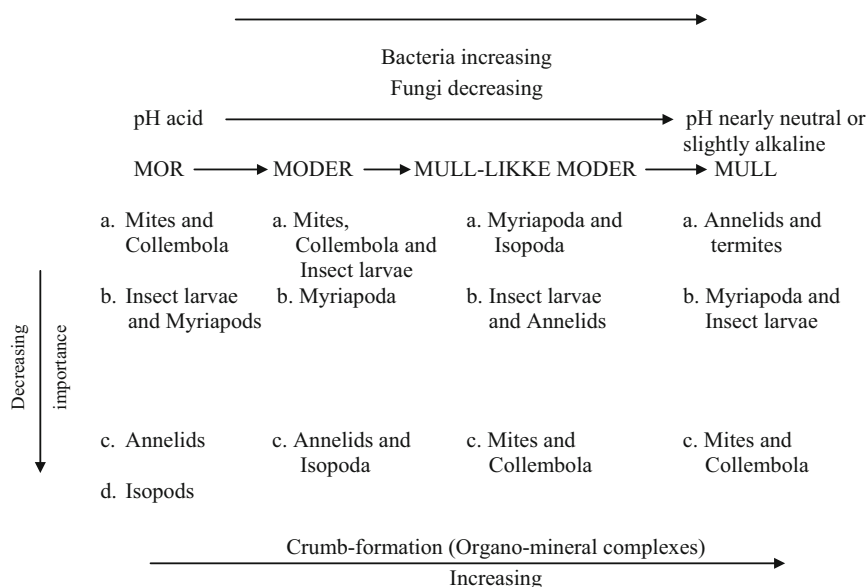 Bacteria increasing
Fungi decreasing
pH acid
pH nearly neutral or
slightly alkaline
MOR MODER MULL-LIKKE MODER MULL
a. Mites and
Collembola
a. Mites,
Collembola and
Insect larvae
a. Myriapoda and
Isopoda
a. Annelids and
termites
b. Insect larvae
and Myriapods
b. Myriapoda
b. Insect larvae
and Annelids
b. Myriapoda and
Insect larvae
Decreasing
importance
c. Annelids
c. Annelids and
Isopoda
c. Mites and
Collembola
c. Mites and
Collembola
d. Isopods
Crumb-formation (Organo-mineral complexes)
Increasing